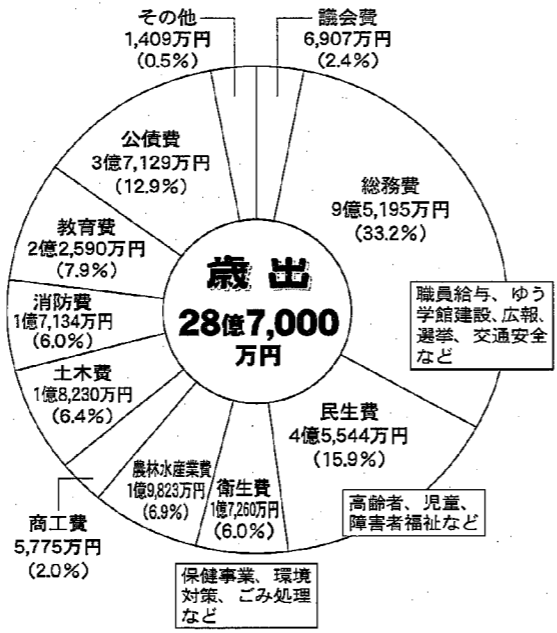 その他
1,409万円
(0.5%)
議会費
6,907万円
(2.4%)
総務費
9億5,195万円
(33.2%)
職員給与、ゆう
学館建設、広報、
選挙、交通安全
など
民生費
4億5,544万円
(15.9%)
高齢者、児童、
障害者福祉など
衛生費
1億7,260万円
(6.0%)
保健事業、環境
対策、ごみ処理
など
農林水産業費
1億9,823万円
(6.9%)
商工費
5,775万円
(2.0%)
土木費
1億8,230万円
(6.4%)
消防費
1億7,134万円
(6.0%)
教育費
2億2,590万円
(7.9%)
公債費
3億7,129万円
(12.9%)
歳出
28億7,000
万円